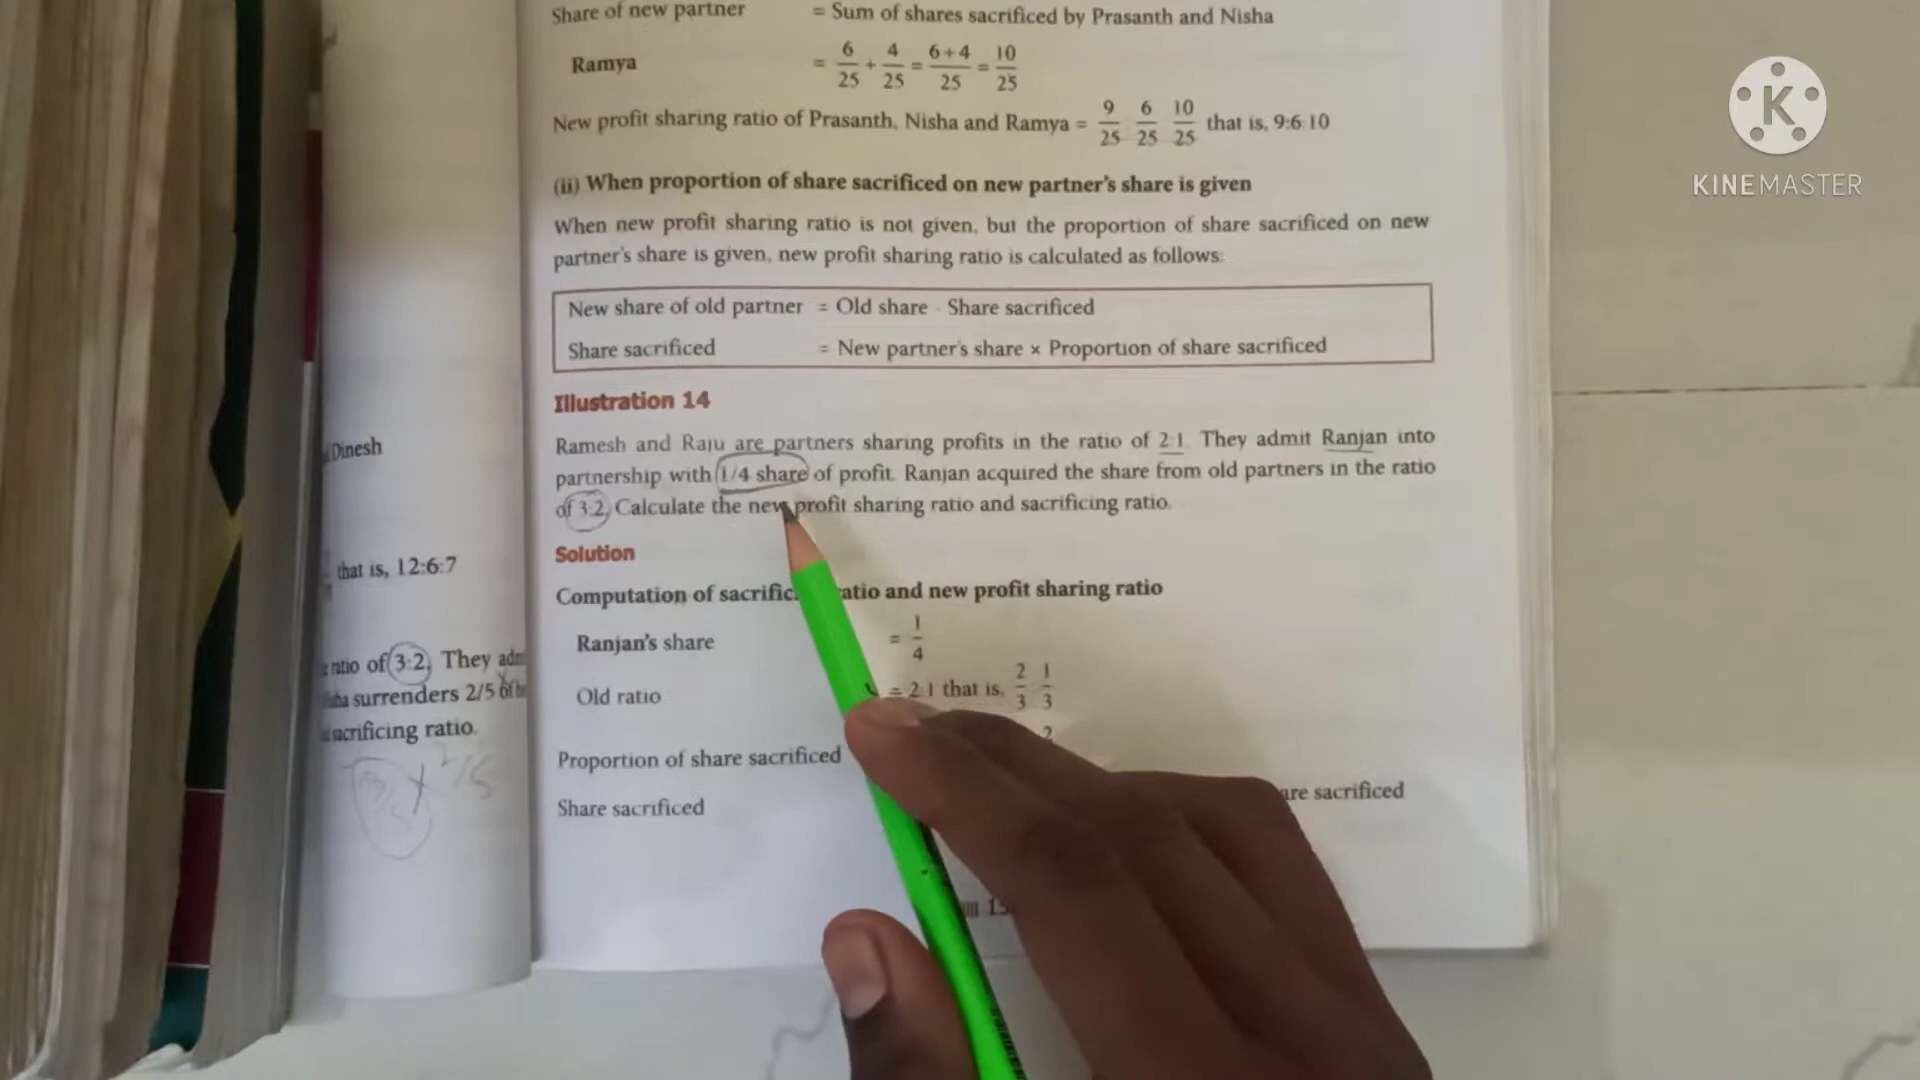 Share of new partner = Sum of shares sacrificed by Prasanth and Nisha
Ramya = 6/25 + 4/25 = 6+4/25 = 10/25
New profit sharing ratio of Prasanth, Nisha and Ramya = 9/25 6/25 10/25 that is, 9:6:10
(ii) When proportion of share sacrificed on new partner's share is given
When new profit sharing ratio is not given, but the proportion of share sacrificed on new
partner's share is given, new profit sharing ratio is calculated as follows:
New share of old partner = Old share - Share sacrificed
Share sacrificed = New partner's share × Proportion of share sacrificed
Illustration 14
Ramesh and Raju are partners sharing profits in the ratio of 2:1. They admit Ranjan into
partnership with 1/4 share of profit. Ranjan acquired the share from old partners in the ratio
of 3:2. Calculate the new profit sharing ratio and sacrificing ratio.
Solution
Computation of ratio and new profit sharing ratio
Ranjan's share = 1/4
Old ratio = 2:1 that is, 2/3 1/3
Proportion of share sacrificed 2
Share sacrificed sacrificed
15
Dinesh
that is, 12:6:7
ratio of 3:2. They
surrenders 2/5 of
sacrificing ratio.
× 2/5
KINEMASTER